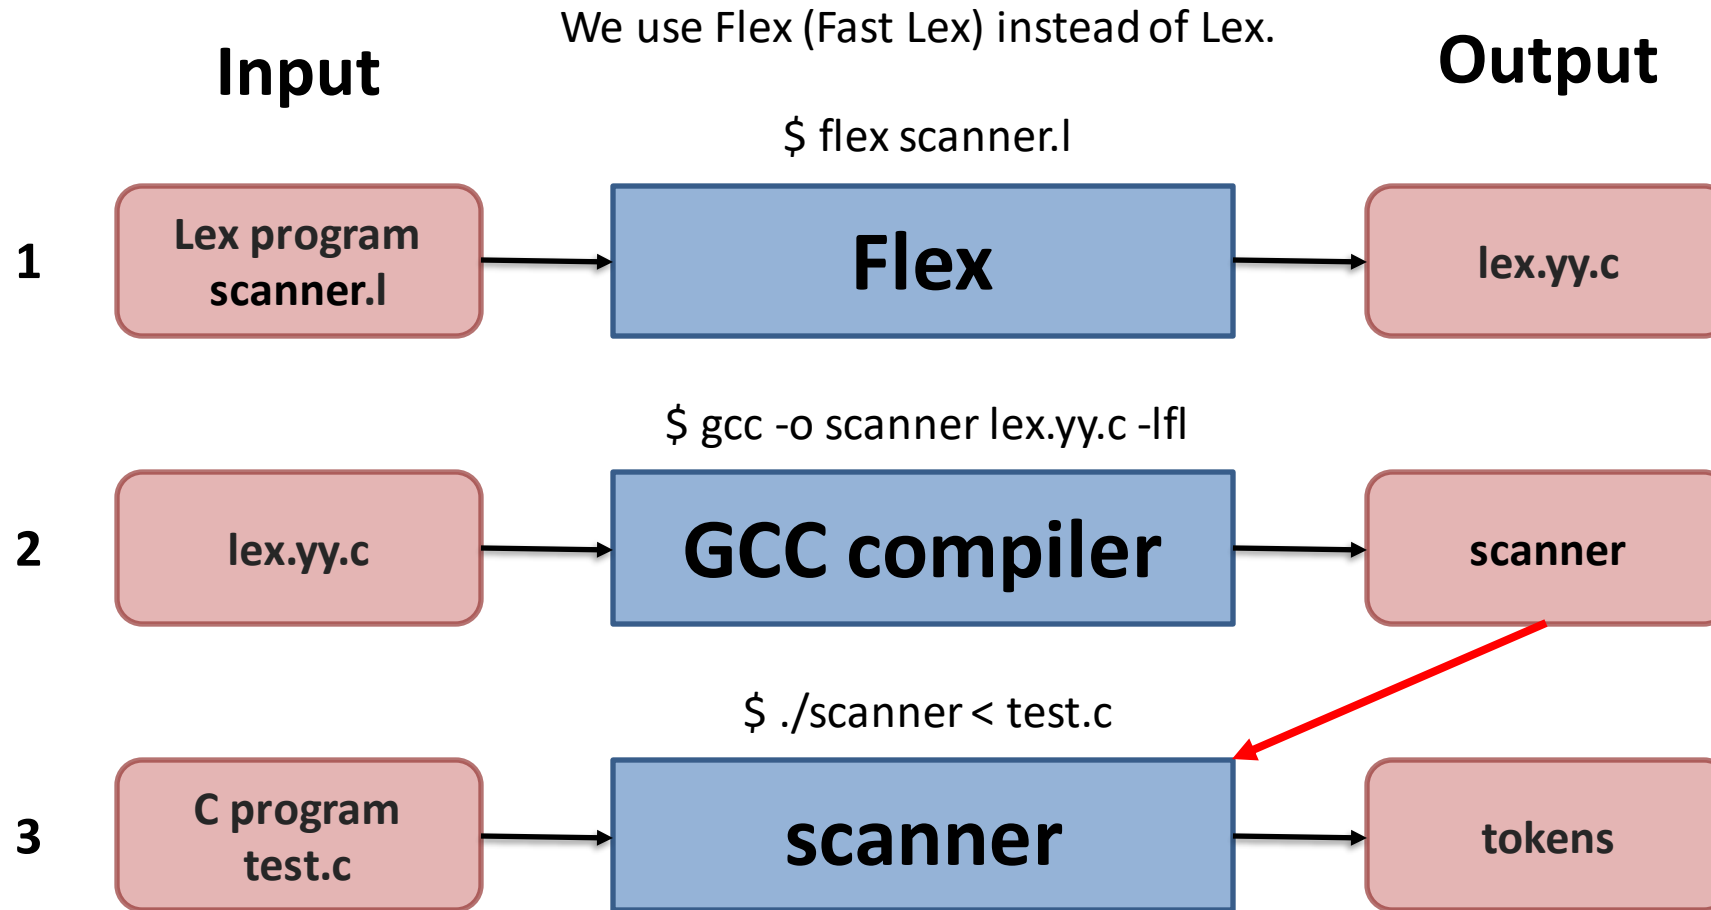 We use Flex (Fast Lex) instead of Lex.
Input
Output
$ flex scanner.l
1
Lex program
scanner.l
Flex
lex.yy.c
$ gcc -o scanner lex.yy.c -lfl
2
lex.yy.c
GCC compiler
scanner
$ ./scanner < test.c
3
C program
test.c
scanner
tokens